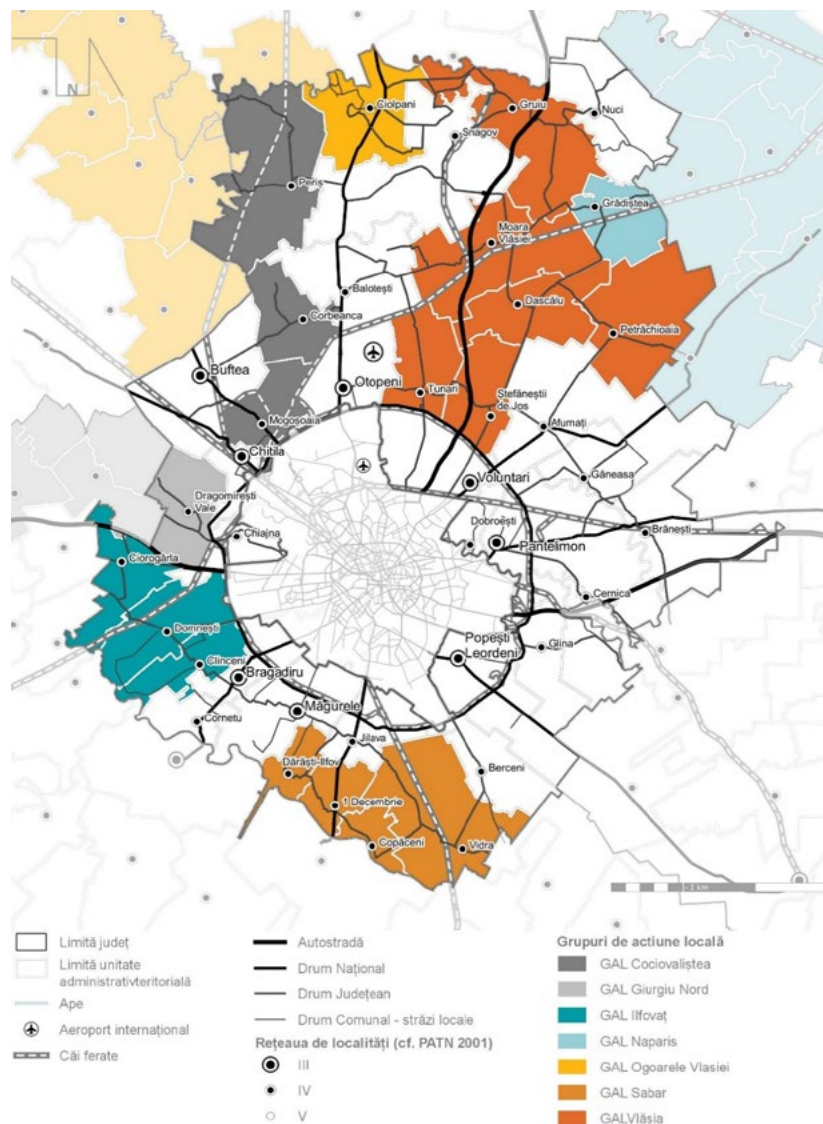 N
Ciolpani
Gruiu
Nuci
Snagov
Periș
Grădiștea
Moara
Vlăsiei
Balotești
Dascălu
Corbeanca
Petrăchioaia
Buftea
Otopeni
Tunari
Ștefăneștii
de Jos
Mogoșoaia
Afumați
Chitila
Voluntari
Găneasa
Dragomirești
Vale
Dobroești
Brănești
Chiajna
Pantelimon
Ciorogârla
Cernica
Domnești
Popești
Leordeni
Glina
Clinceni
Bragadiru
Măgurele
Cornetu
Jilava
Dărăști-Ilfov
Berceni
1 Decembrie
Copăceni
Vidra
Limită județ
Limită unitate
administrativteritorială
Ape
Aeroport internațional
Căi ferate
Autostradă
Drum Național
Drum Județean
Drum Comunal - străzi locale
Rețeaua de localități (cf. PATN 2001)
III
IV
V
Grupuri de actiune locală
GAL Cociovaliștea
GAL Giurgiu Nord
GAL Ilfovăț
GAL Naparis
GAL Ogoarele Vlasiei
GAL Sabar
GALVlăsia